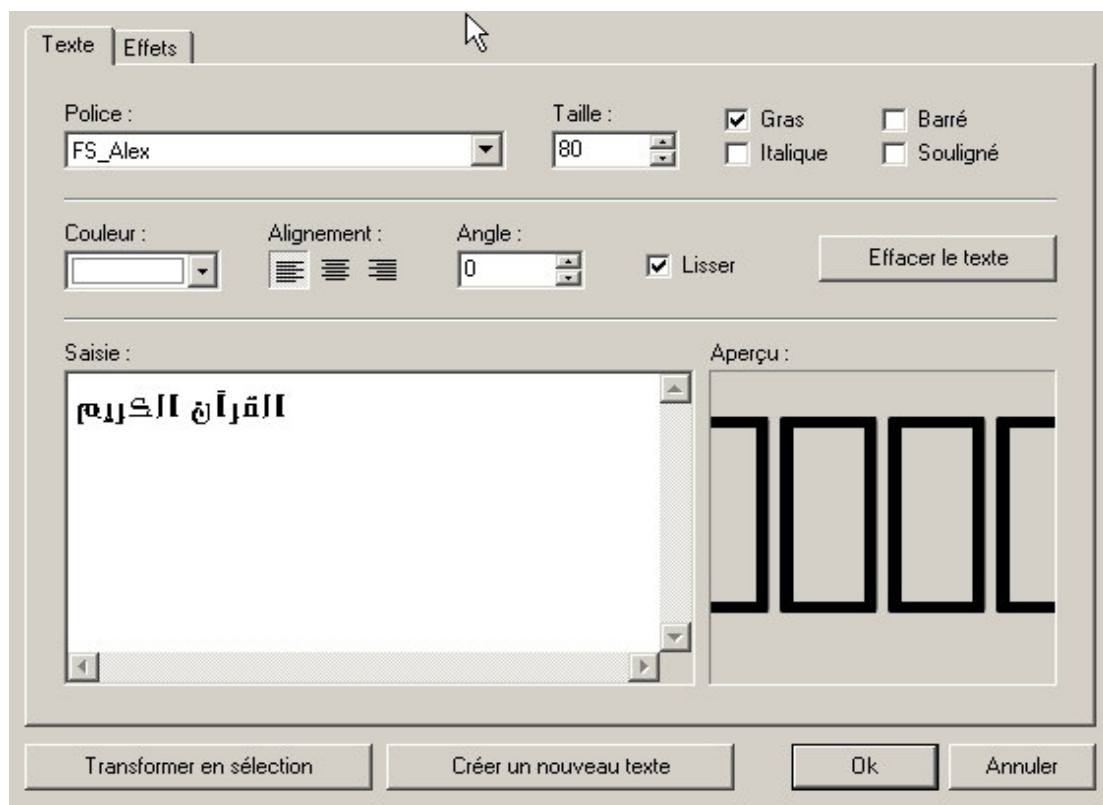 Texte Effets
Police : Taille :
FS_Alex 80
Gras Barré
Italique Souligné
Couleur : Alignement : Angle :
0 Lisser Effacer le texte
Saisie : Aperçu :
القرآن الكريم
Transformer en sélection Créer un nouveau texte Ok Annuler